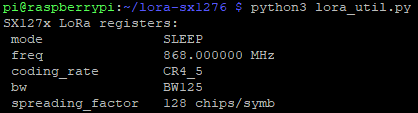 pi@raspberrypi:~/lora-sx1276 $ python3 lora_util.py
SX127x LoRa registers:
 mode               SLEEP
 freq               868.000000 MHz
 coding_rate        CR4_5
 bw                 BW125
 spreading_factor   128 chips/symb